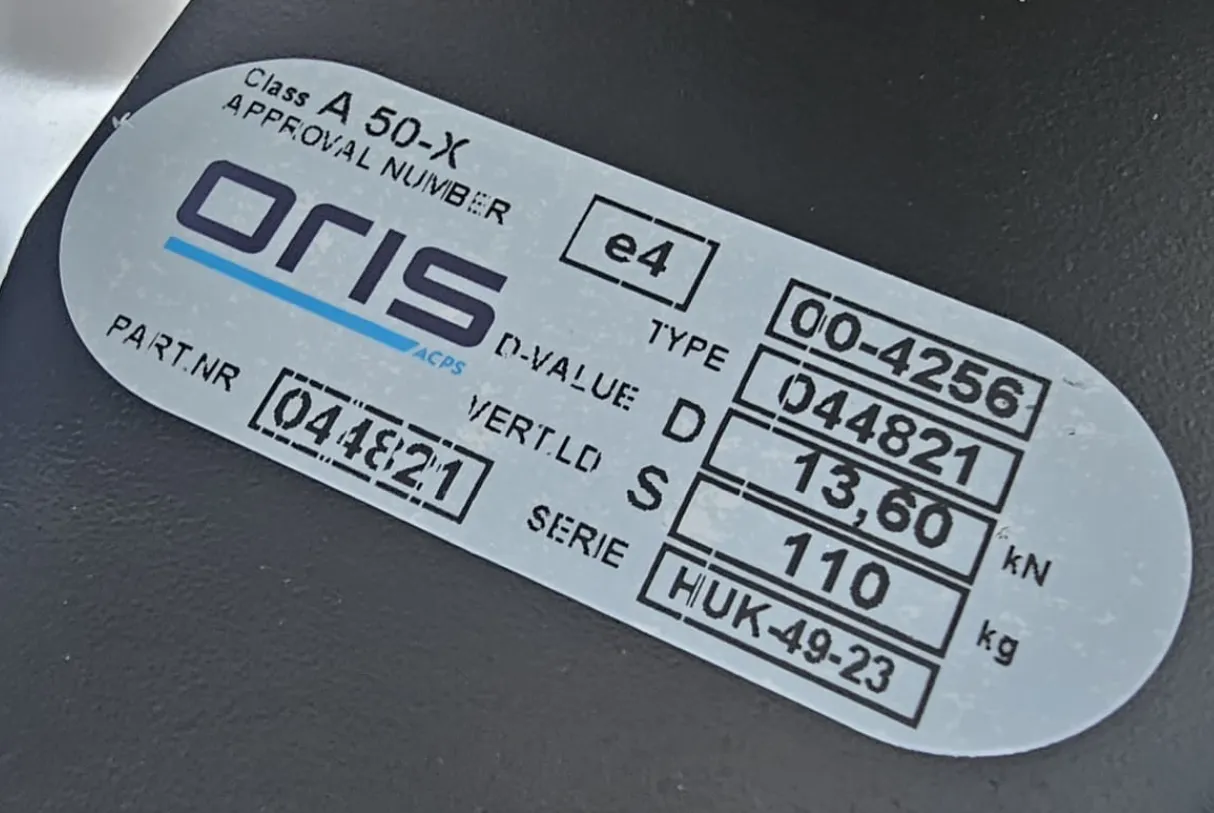 Class A 50-X
APPROVAL NUMBER e4 00-4256
ORIS
ACPS
TYPE 044821
D-VALUE D 13,60 kN
VERT.LD S 110 kg
PART.NR 044821
SERIE HUK-49-23